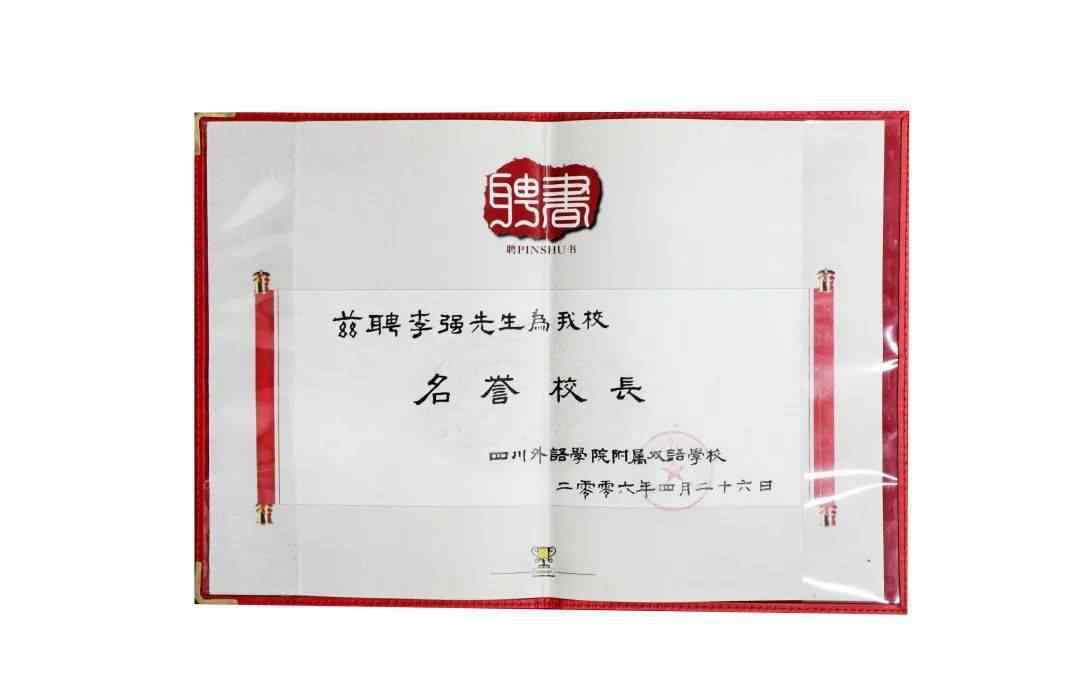 聘書
聘PINSHU书
兹聘李强先生為我校
名誉校長
四川外語學院附属双語學校
二零零六年四月二十六日